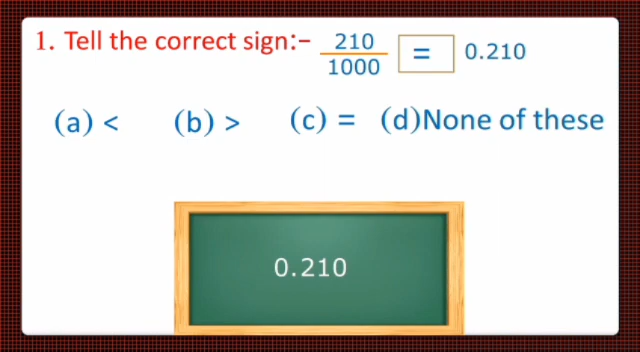 1. Tell the correct sign:- 210/1000 = 0.210
(a) < (b) > (c) = (d)None of these
0.210